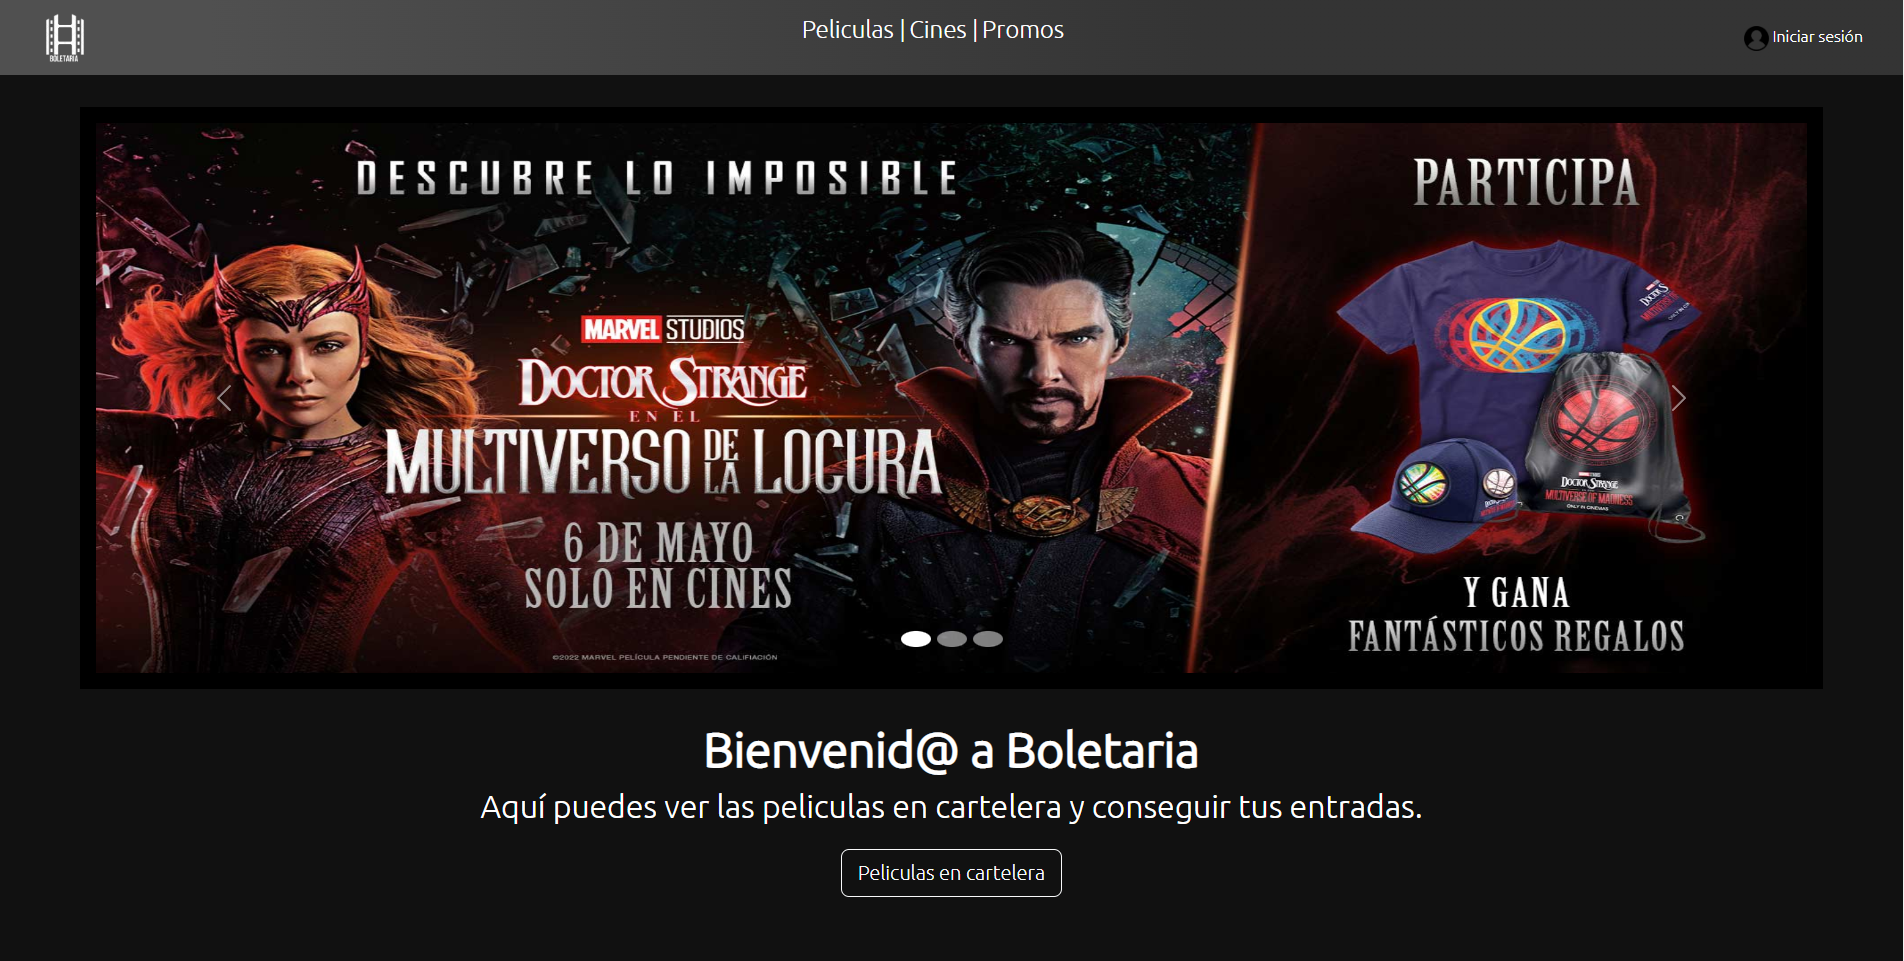 BOLETARIA
Peliculas | Cines | Promos
Iniciar sesión
DESCUBRE LO IMPOSIBLE
MARVEL STUDIOS
DOCTOR STRANGE
EN EL
MULTIVERSO DE LA LOCURA
6 DE MAYO
SOLO EN CINES
©2022 MARVEL PELÍCULA PENDIENTE DE CALIFIACIÓN
PARTICIPA
DOCTOR STRANGE
MULTIVERSE OF MADNESS
ONLY IN CINEMAS
Y GANA
FANTÁSTICOS REGALOS
Bienvenid@ a Boletaria
Aquí puedes ver las peliculas en cartelera y conseguir tus entradas.
Peliculas en cartelera